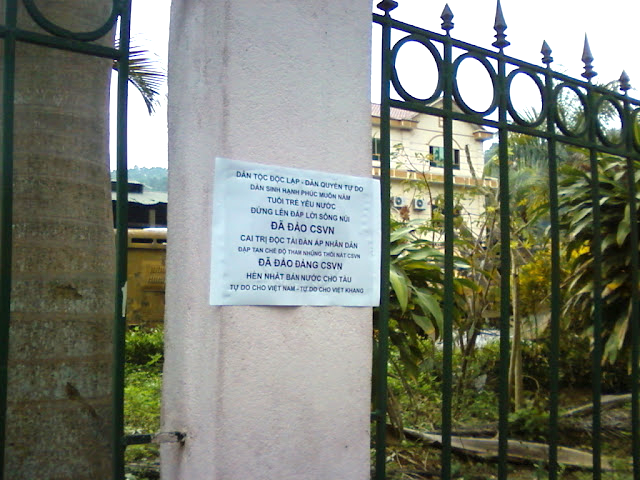 DÂN TỘC ĐỘC LẬP - DÂN QUYỀN TỰ DO
DÂN SINH HẠNH PHÚC MUÔN NĂM
TUỔI TRẺ YÊU NƯỚC
ĐỨNG LÊN ĐÁP LỜI SÔNG NÚI
ĐÃ ĐẢO CSVN
CAI TRỊ ĐỘC TÀI ĐÀN ÁP NHÂN DÂN
ĐẬP TAN CHẾ ĐỘ THAM NHŨNG THỐI NÁT CSVN
ĐÃ ĐẢO ĐẢNG CSVN
HÈN NHÁT BÁN NƯỚC CHO TÀU
TỰ DO CHO VIỆT NAM - TỰ DO CHO VIỆT KHANG